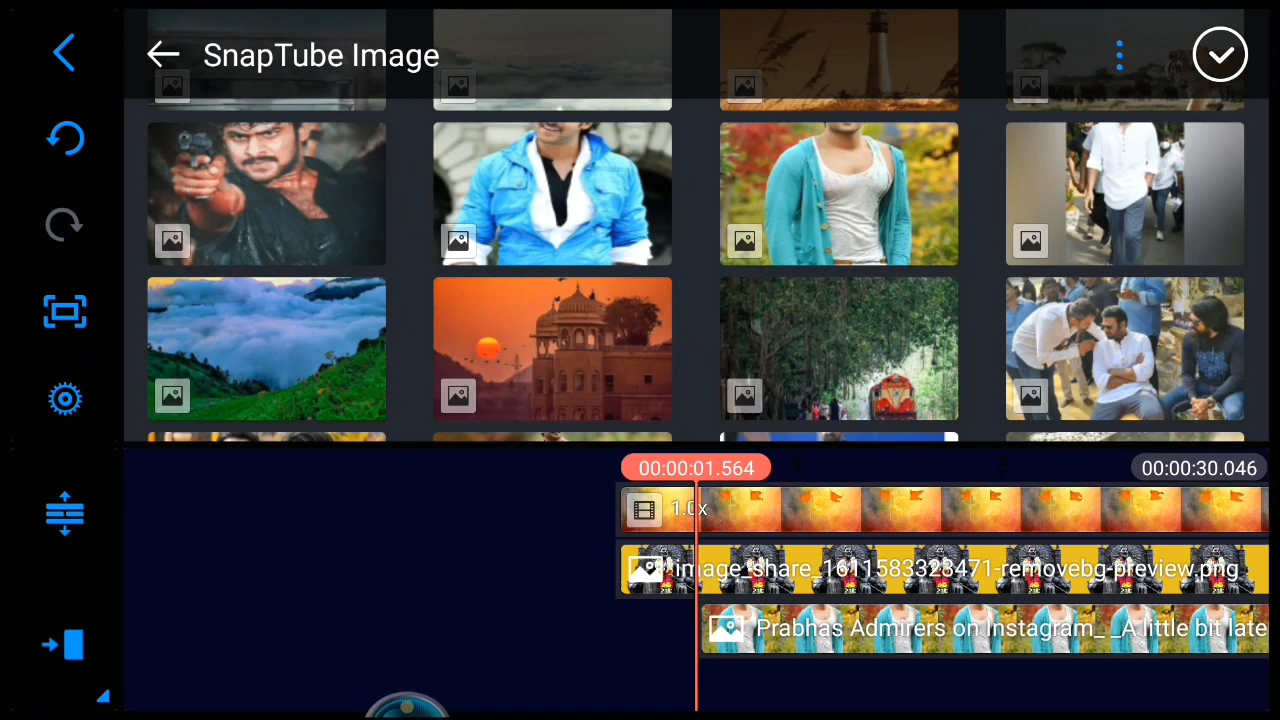 SnapTube Image
00:00:01.564
00:00:30.046
1.0x
image_share_1611583323471-removebg-preview.png
Prabhas Admirers on Instagram_ _A little bit late